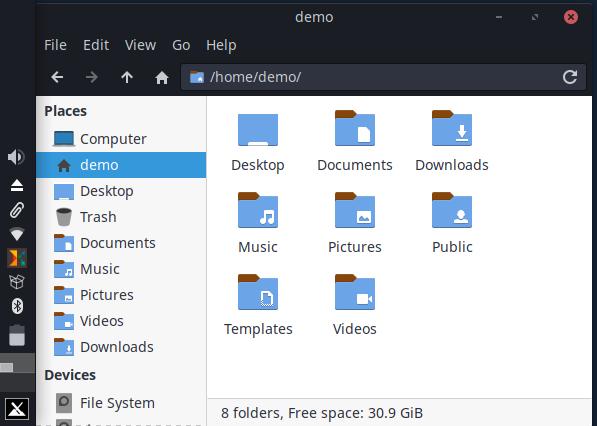 demo
File Edit View Go Help
/home/demo/
Places
Computer
demo
Desktop
Trash
Documents
Music
Pictures
Videos
Downloads
Devices
File System
Desktop Documents Downloads
Music Pictures Public
Templates Videos
8 folders, Free space: 30.9 GiB